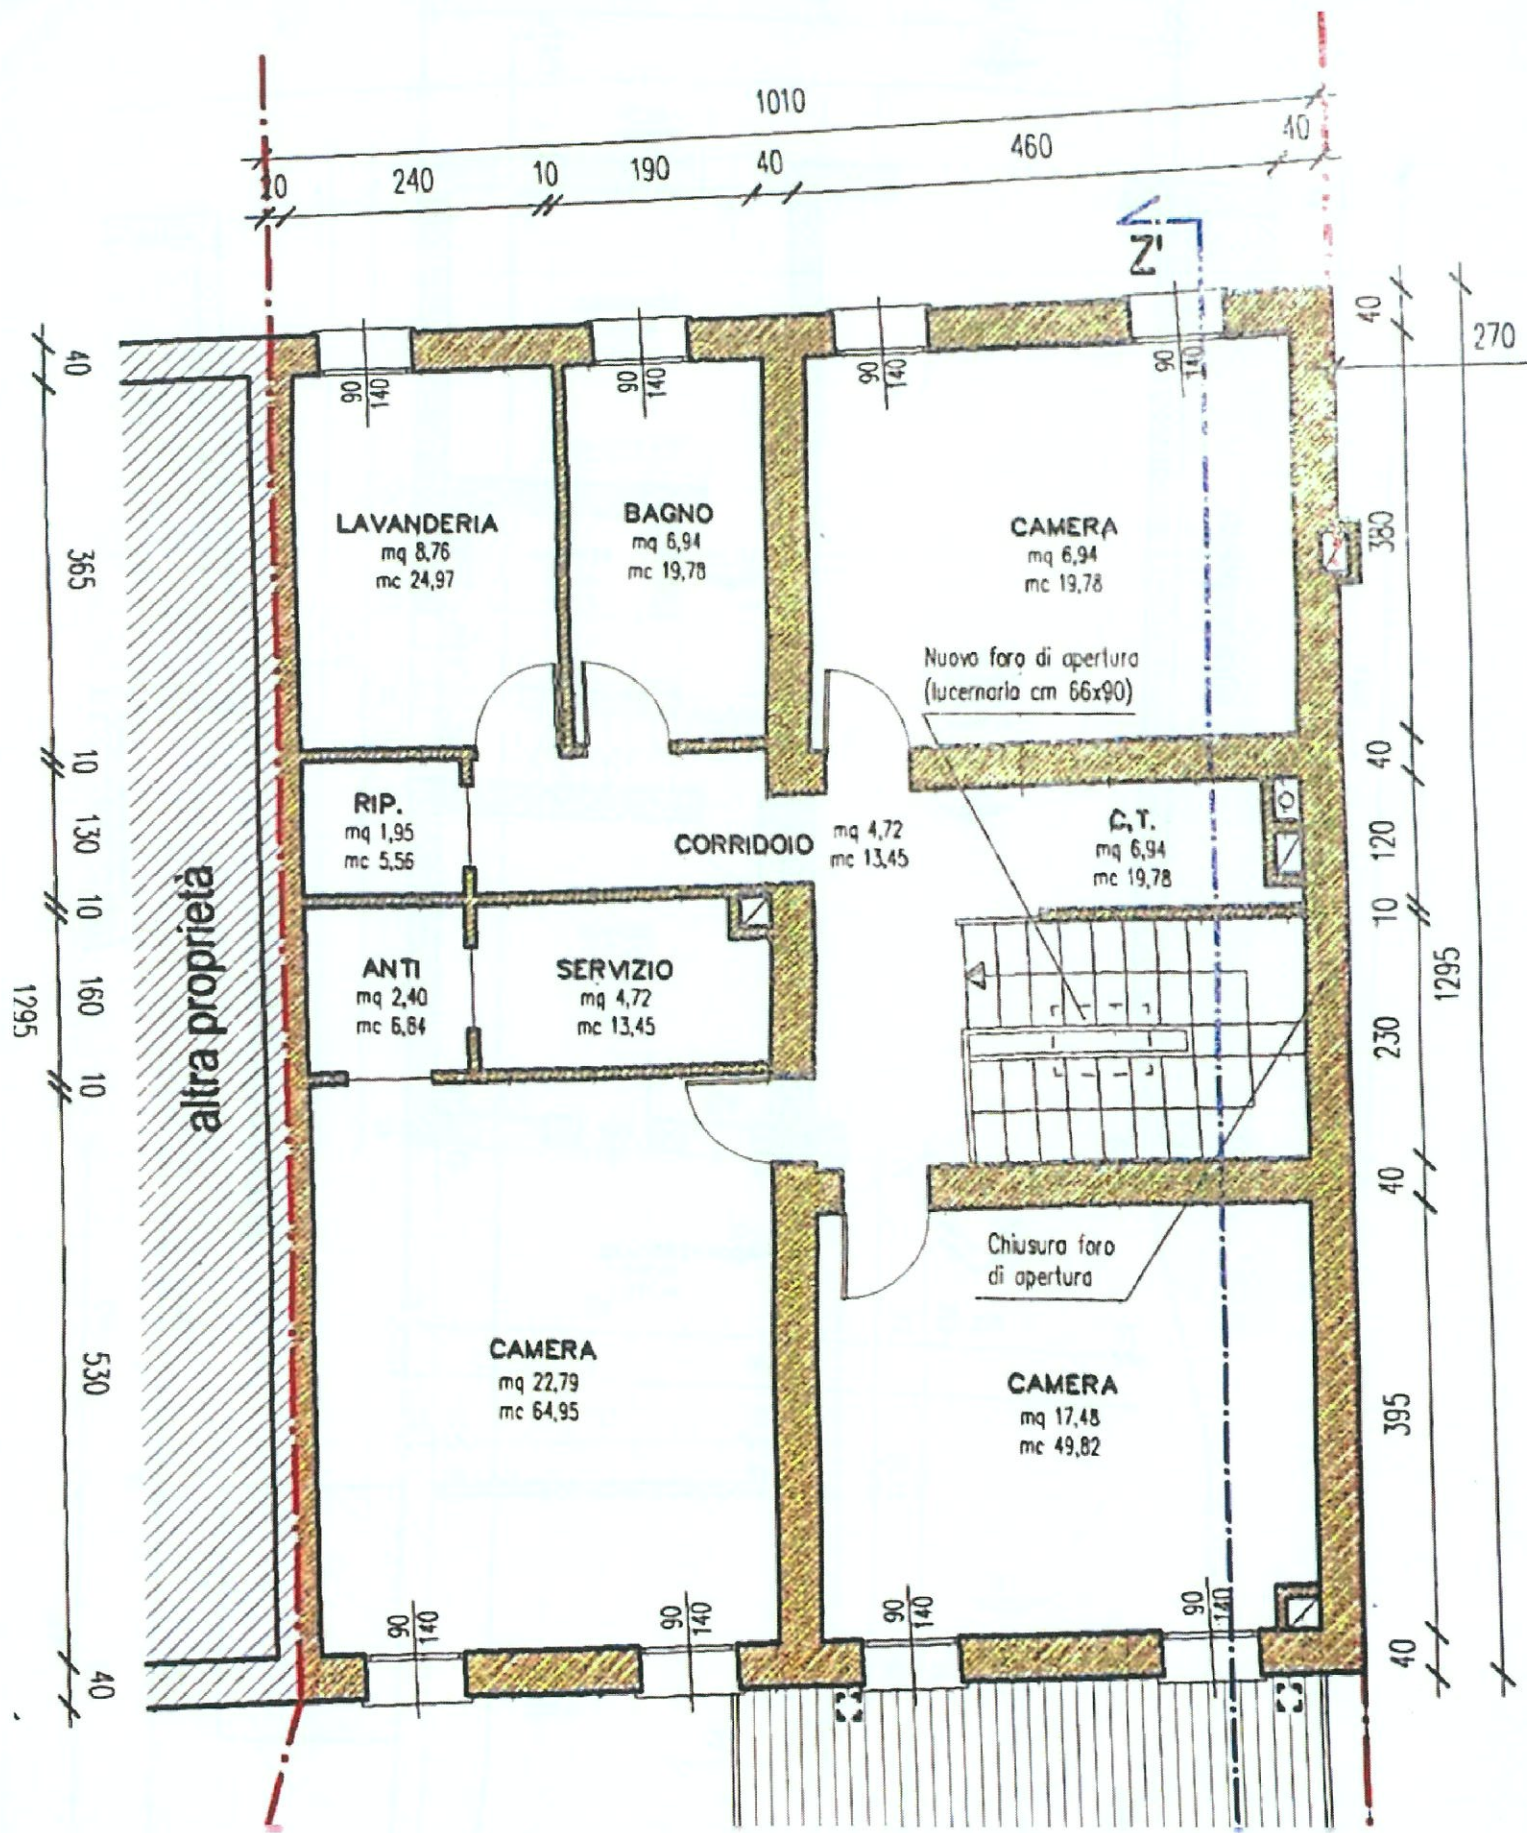 1010
20
240
10
190
40
460
40
Z'
40
270
40
90
140
90
140
90
140
90
140
LAVANDERIA
mq 8,76
mc 24,97
BAGNO
mq 6,94
mc 19,78
CAMERA
mq 6,94
mc 19,78
365
380
Nuovo foro di apertura
(lucernario cm 66x90)
10
40
RIP.
mq 1,95
mc 5,56
130
CORRIDOIO
mq 4,72
mc 13,45
C.T.
mq 6,94
mc 19,78
120
10
10
altra proprietà
ANTI
mq 2,40
mc 6,84
SERVIZIO
mq 4,72
mc 13,45
160
1295
1295
230
10
40
Chiusura foro
di apertura
CAMERA
mq 22,79
mc 64,95
530
CAMERA
mq 17,48
mc 49,82
395
90
140
90
140
90
140
90
140
40
40